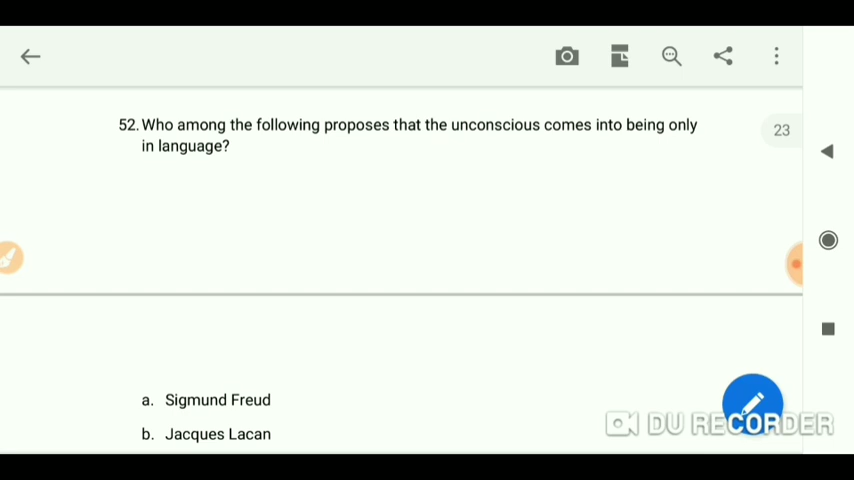 52. Who among the following proposes that the unconscious comes into being only
in language?
23
a. Sigmund Freud
b. Jacques Lacan
DU RECORDER